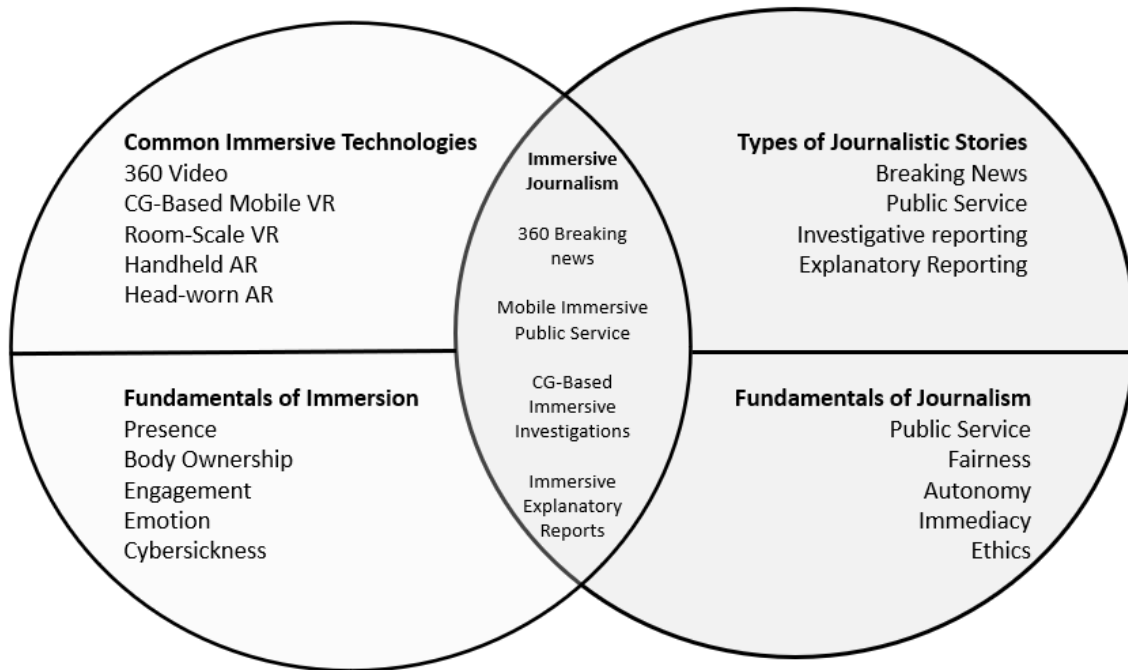 Common Immersive Technologies
360 Video
CG-Based Mobile VR
Room-Scale VR
Handheld AR
Head-worn AR
Fundamentals of Immersion
Presence
Body Ownership
Engagement
Emotion
Cybersickness
Immersive
Journalism
360 Breaking
news
Mobile Immersive
Public Service
CG-Based
Immersive
Investigations
Immersive
Explanatory
Reports
Types of Journalistic Stories
Breaking News
Public Service
Investigative reporting
Explanatory Reporting
Fundamentals of Journalism
Public Service
Fairness
Autonomy
Immediacy
Ethics